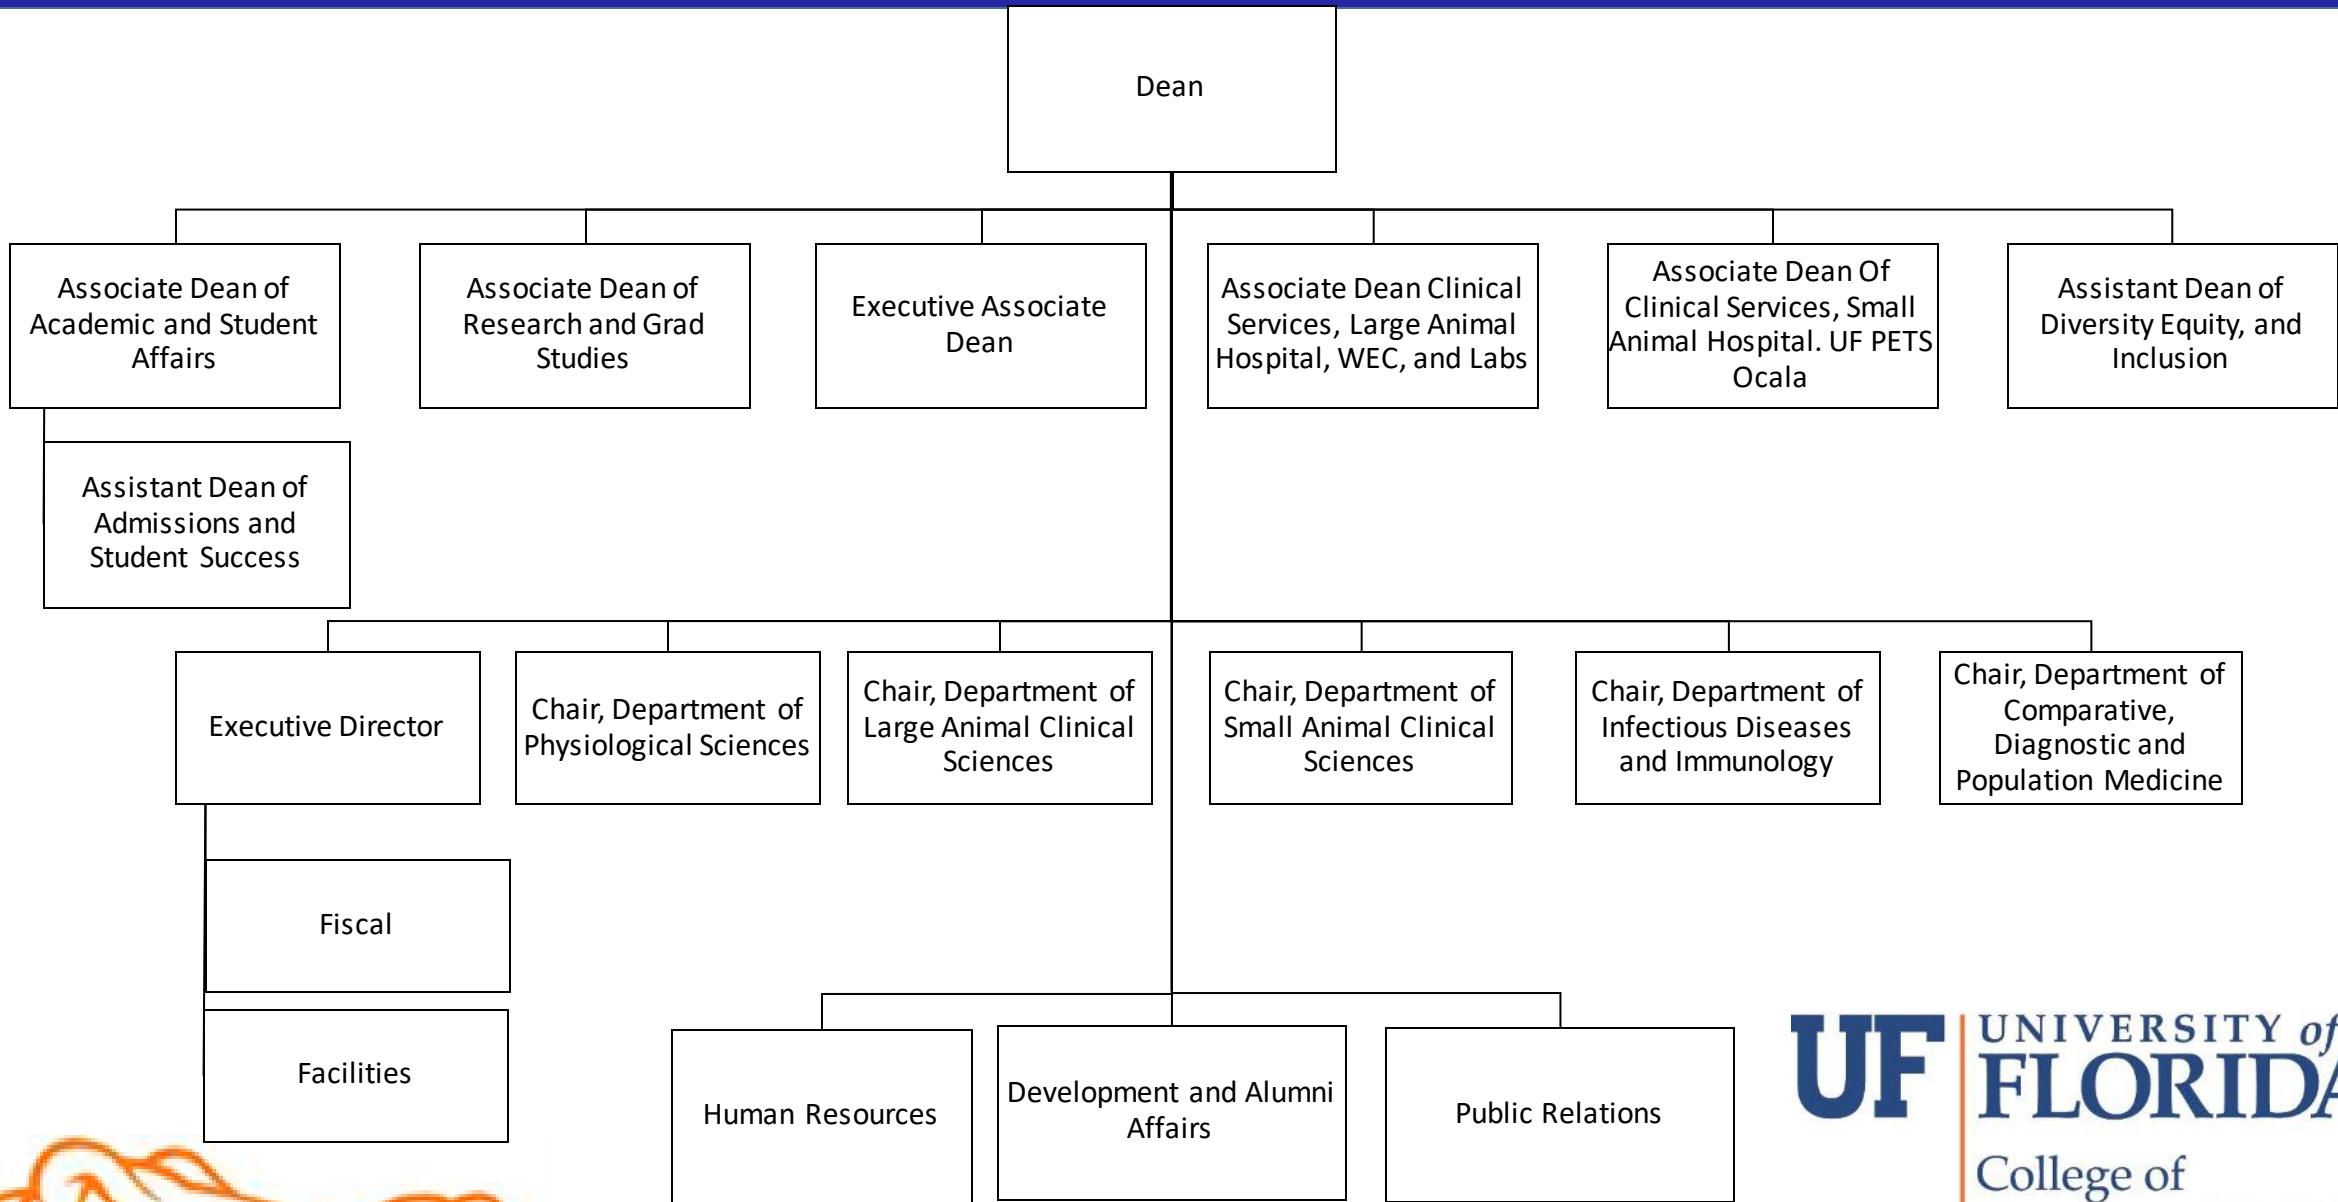 Dean
Associate Dean of
Academic and Student
Affairs
Associate Dean of
Research and Grad
Studies
Executive Associate
Dean
Associate Dean Clinical
Services, Large Animal
Hospital, WEC, and Labs
Associate Dean Of
Clinical Services, Small
Animal Hospital. UF PETS
Ocala
Assistant Dean of
Diversity Equity, and
Inclusion
Assistant Dean of
Admissions and
Student Success
Executive Director
Chair, Department of
Physiological Sciences
Chair, Department of
Large Animal Clinical
Sciences
Chair, Department of
Small Animal Clinical
Sciences
Chair, Department of
Infectious Diseases
and Immunology
Chair, Department of
Comparative,
Diagnostic and
Population Medicine
Fiscal
Facilities
Human Resources
Development and Alumni
Affairs
Public Relations
UF
UNIVERSITY of
FLORIDA
College of